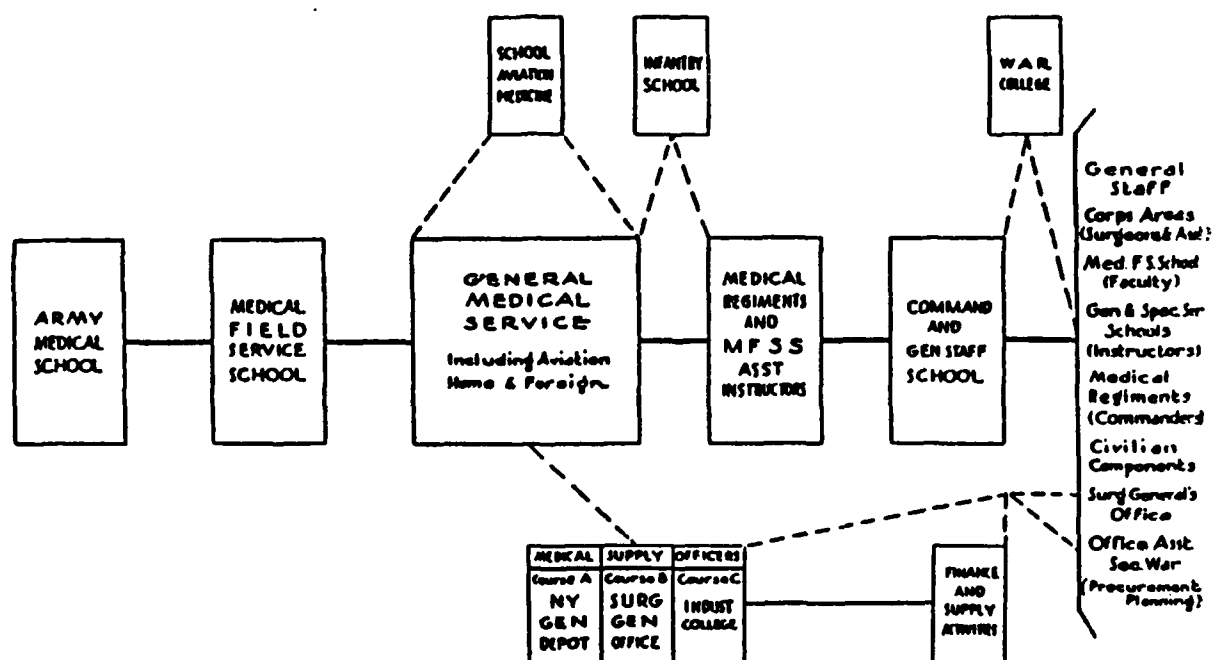 SCHOOL
AVIATION
MEDICINE
INFANTRY
SCHOOL
WAR
COLLEGE
ARMY
MEDICAL
SCHOOL
MEDICAL
FIELD
SERVICE
SCHOOL
GENERAL
MEDICAL
SERVICE
Including Aviation
Home & Foreign
MEDICAL
REGIMENTS
AND
MFSS
ASST
INSTRUCTORS
COMMAND
AND
GEN STAFF
SCHOOL
General
Staff
Corps Areas
(Surgeons & Asst)
Med. F.S. School
(Faculty)
Gen & Spec. Ser
Schools
(Instructors)
Medical
Regiments
(Commanders)
Civilian
Components
Surg General's
Office
Office Asst.
Sec. War
(Procurement
Planning)
MEDICAL SUPPLY OFFICERS
Course A
NY
GEN
DEPOT
Course B
SURG
GEN
OFFICE
Course C
INDUST
COLLEGE
FINANCE
AND
SUPPLY
ACTIVITIES